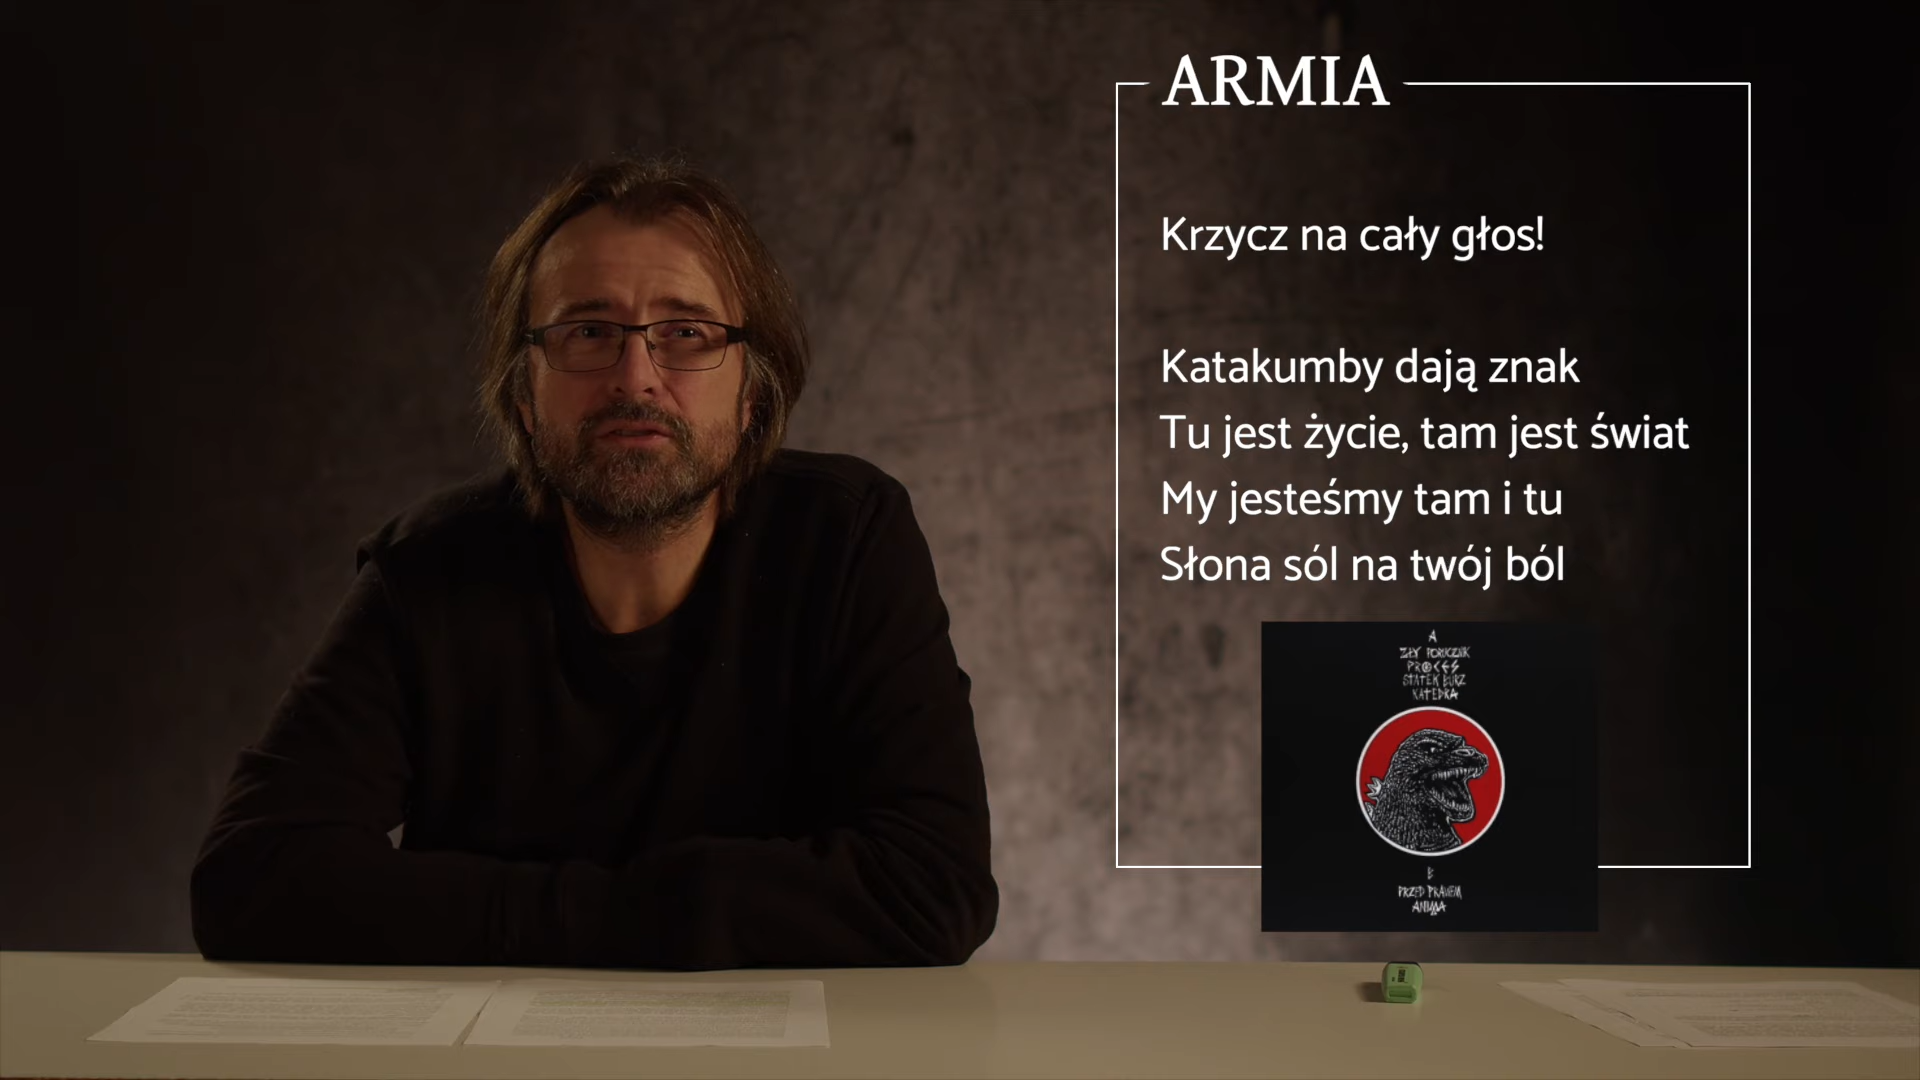 ARMIA
Krzycz na cały głos!
Katakumby dają znak
Tu jest życie, tam jest świat
My jesteśmy tam i tu
Słona sól na twój ból
A
ZŁY PORUCZNIK
PROCES
STATEK BURZ
KATEDRA
B
PRZED PRAWEM
ANIMA